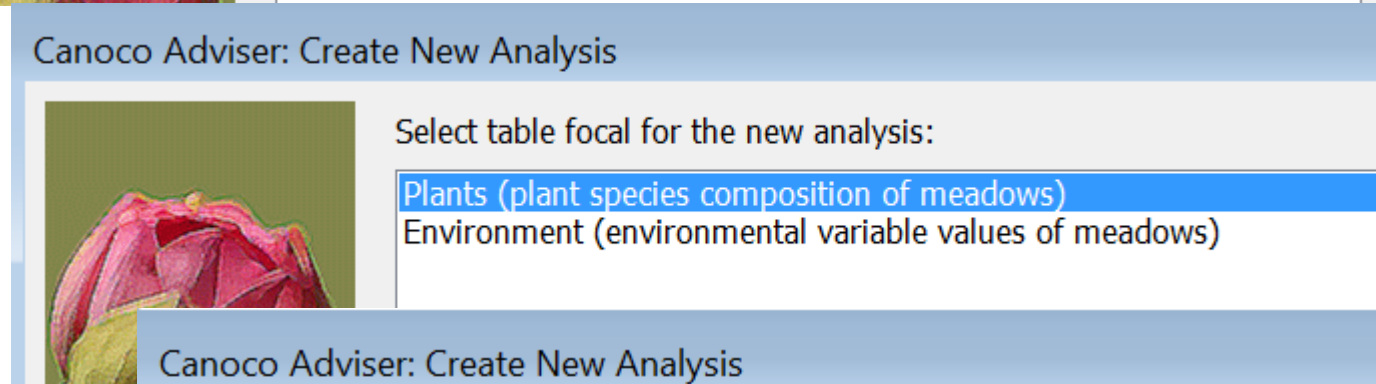 Canoco Adviser: Create New Analysis
Select table focal for the new analysis:
Plants (plant species composition of meadows)
Environment (environmental variable values of meadows)
Canoco Adviser: Create New Analysis